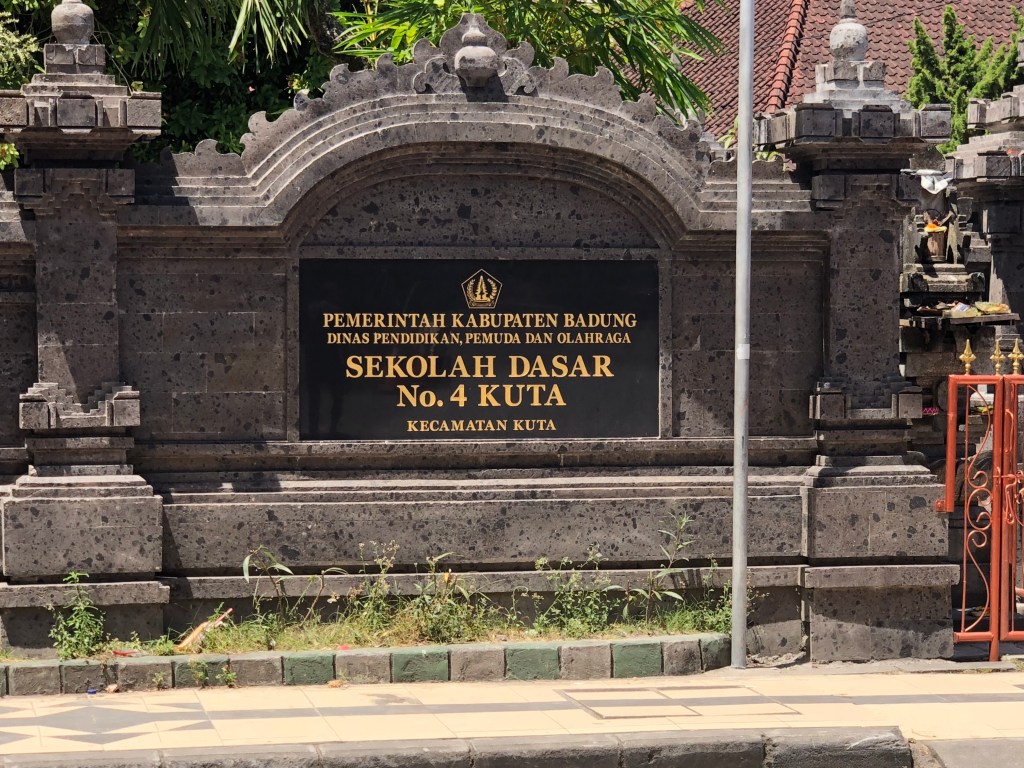 PEMERINTAH KABUPATEN BADUNG
DINAS PENDIDIKAN, PEMUDA DAN OLAHRAGA
SEKOLAH DASAR
No. 4 KUTA
KECAMATAN KUTA